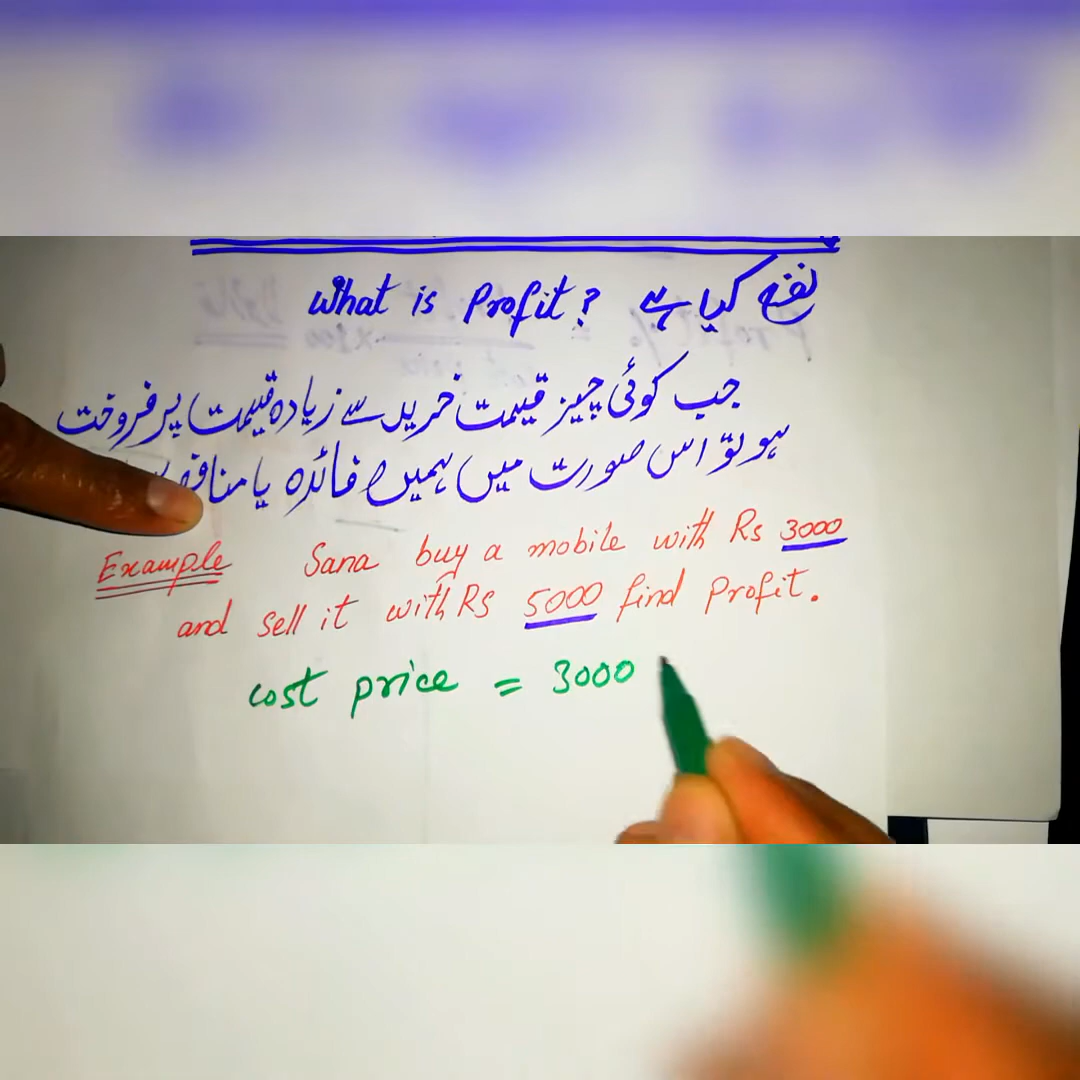 What is Profit? نفع کیا ہے
جب کوئی چیز قیمت خرید سے زیادہ قیمت پر فروخت
ہو تو اس صورت میں ہمیں فائدہ یا منافع
Example Sana buy a mobile with Rs 3000
and sell it with Rs 5000 find Profit.
cost price = 3000